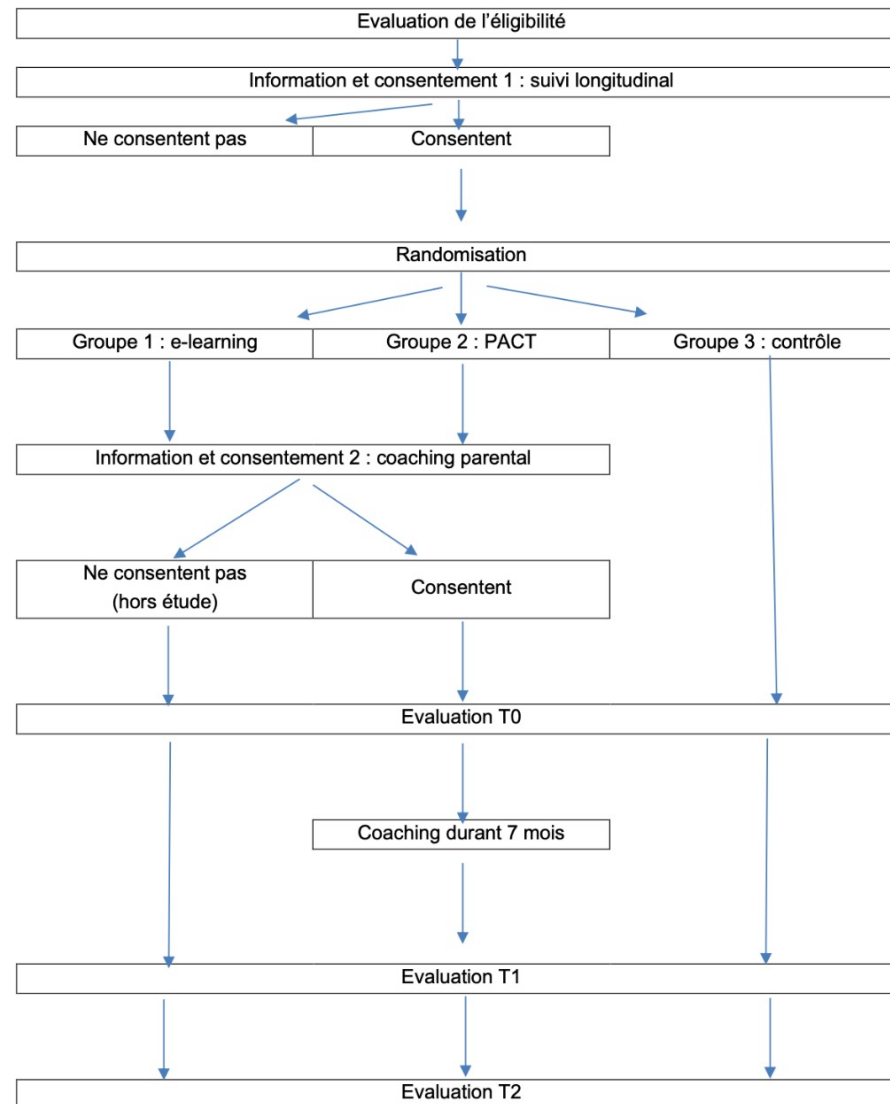 Evaluation de l’éligibilité
Information et consentement 1 : suivi longitudinal
Ne consentent pas
Consentent
Randomisation
Groupe 1 : e-learning
Groupe 2 : PACT
Groupe 3 : contrôle
Information et consentement 2 : coaching parental
Ne consentent pas
(hors étude)
Consentent
Evaluation T0
Coaching durant 7 mois
Evaluation T1
Evaluation T2